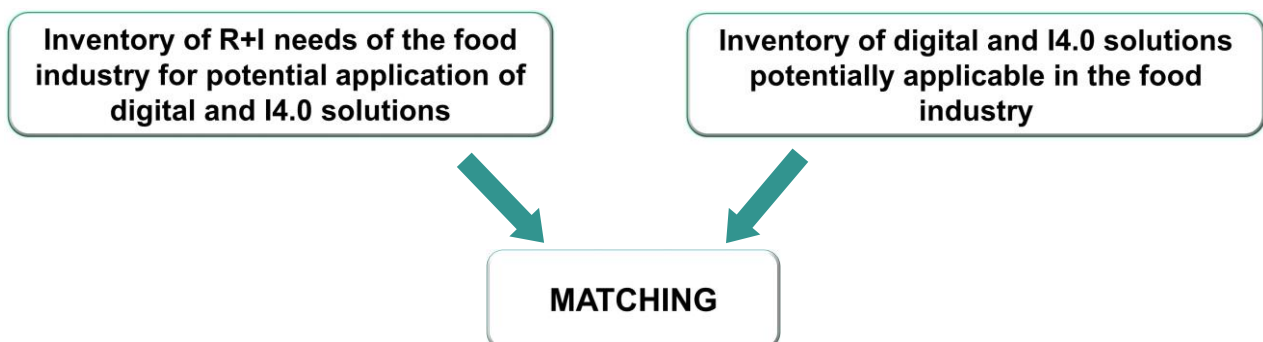 Inventory of R+I needs of the food
industry for potential application of
digital and I4.0 solutions
Inventory of digital and I4.0 solutions
potentially applicable in the food
industry
MATCHING